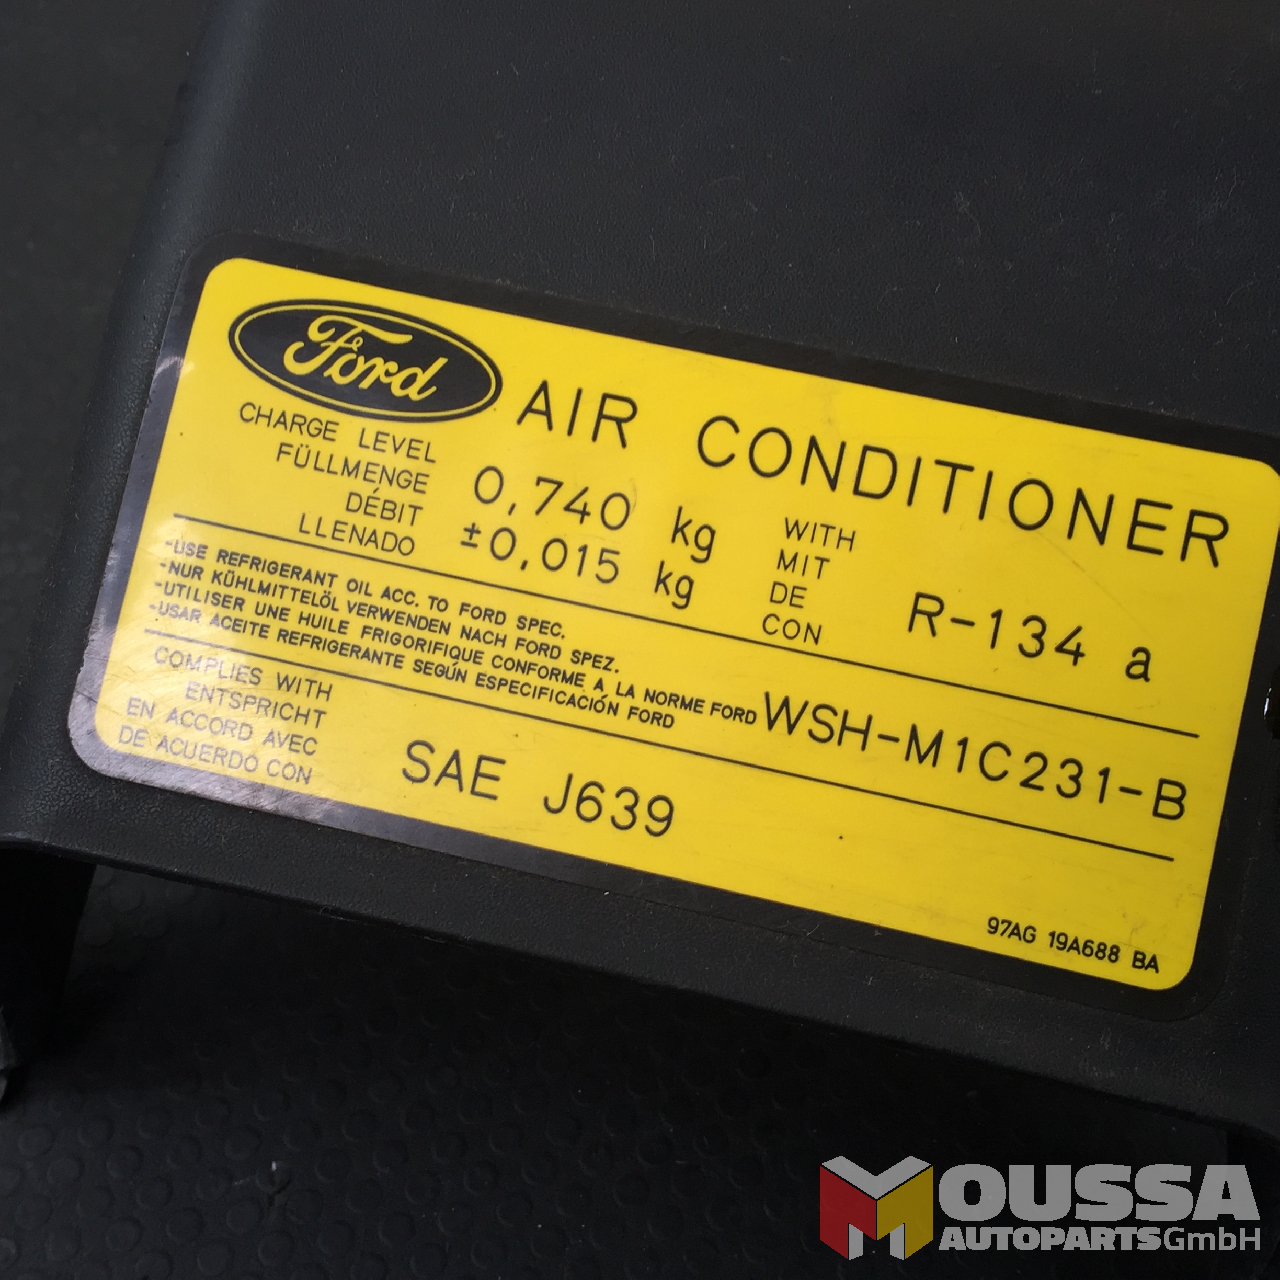 Ford AIR CONDITIONER
CHARGE LEVEL
FÜLLMENGE
DÉBIT
LLENADO
0,740 kg
±0,015 kg
WITH
MIT
DE
CON
R-134 a
-USE REFRIGERANT OIL ACC. TO FORD SPEC.
-NUR KÜHLMITTELÖL VERWENDEN NACH FORD SPEZ.
-UTILISER UNE HUILE FRIGORIFIQUE CONFORME À LA NORME FORD
-USAR ACEITE REFRIGERANTE SEGÚN ESPECIFICACIÓN FORD
WSH-M1C231-B
COMPLIES WITH
ENTSPRICHT
EN ACCORD AVEC
DE ACUERDO CON
SAE J639
97AG 19A688 BA
MOUSSA
AUTOPARTSGmbH